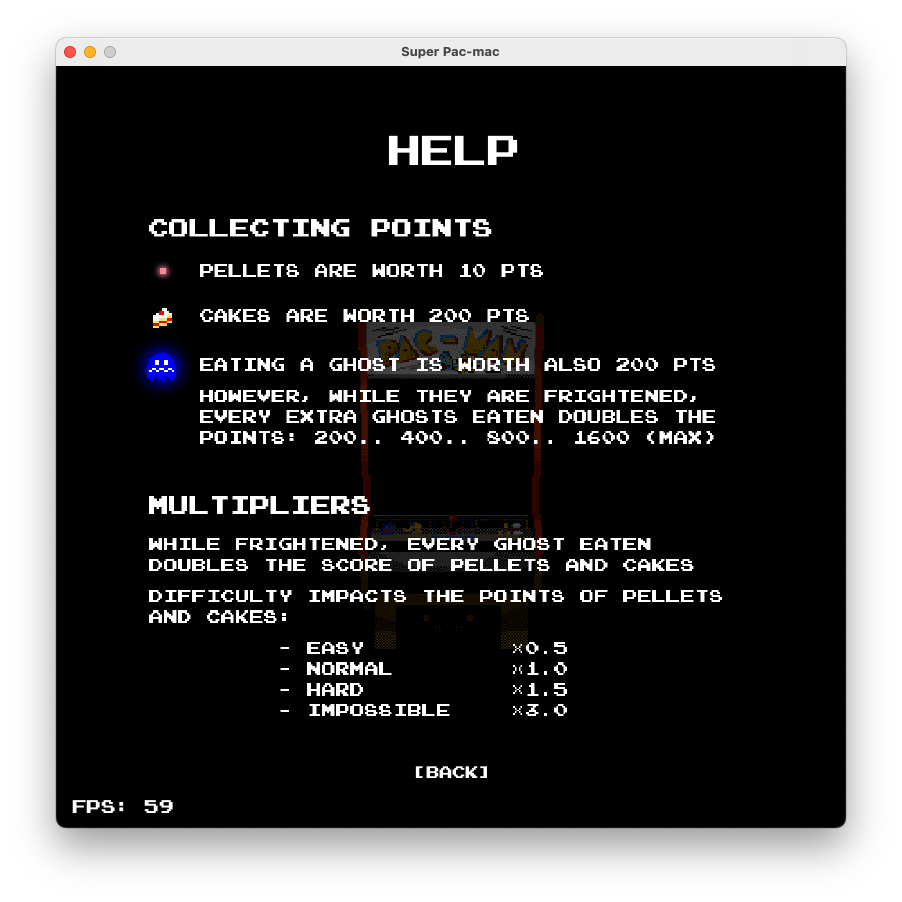 Super Pac-mac
HELP
COLLECTING POINTS
PELLETS ARE WORTH 10 PTS
CAKES ARE WORTH 200 PTS
PAC-MAN
EATING A GHOST IS WORTH ALSO 200 PTS
HOWEVER, WHILE THEY ARE FRIGHTENED,
EVERY EXTRA GHOSTS EATEN DOUBLES THE
POINTS: 200.. 400.. 800.. 1600 (MAX)
MULTIPLIERS
WHILE FRIGHTENED, EVERY GHOST EATEN
DOUBLES THE SCORE OF PELLETS AND CAKES
DIFFICULTY IMPACTS THE POINTS OF PELLETS
AND CAKES:
- EASY ×0.5
- NORMAL ×1.0
- HARD ×1.5
- IMPOSSIBLE ×3.0
[BACK]
FPS: 59